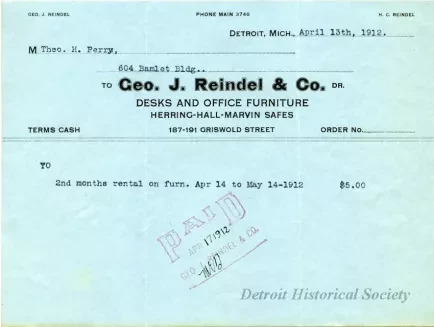 GEO. J. REINDEL PHONE MAIN 3746 H. C. REINDEL
DETROIT, MICH., April 13th, 1912.
M Theo. H. Perry,
604 Hamlet Bldg..
TO Geo. J. Reindel & Co. DR.
DESKS AND OFFICE FURNITURE
HERRING-HALL-MARVIN SAFES
TERMS CASH 187-191 GRISWOLD STREET ORDER No.
TO
2nd months rental on furn. Apr 14 to May 14-1912 $5.00
PAID
APR 17 1912
GEO. J. REINDEL & CO.
Detroit Historical Society